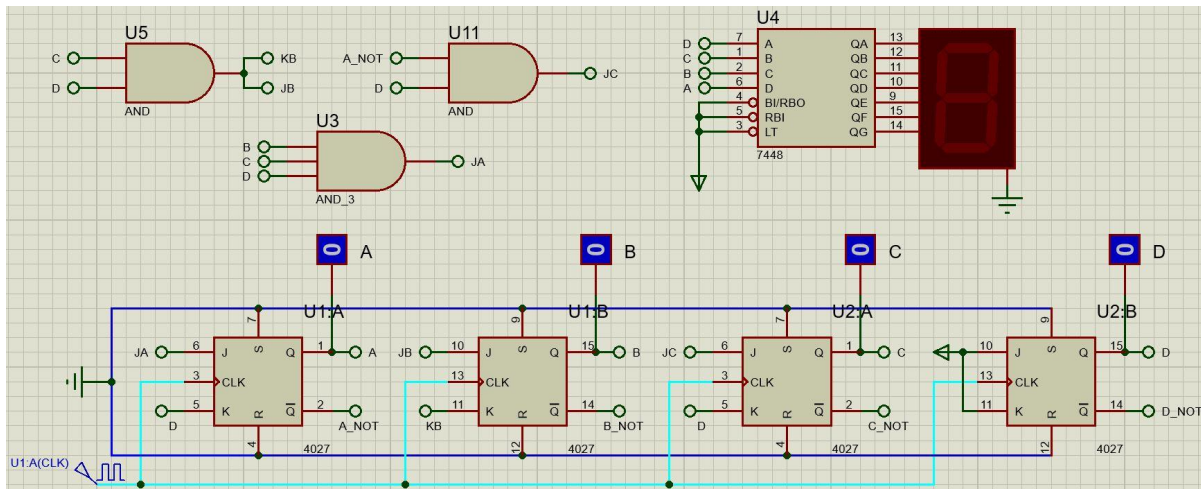 U5
C
D
KB
JB
AND
U11
A_NOT
D
JC
AND
U3
B
C
D
JA
AND_3
U4
D 7 A QA 13
C 1 B QB 12
B 2 C QC 11
A 6 D QD 10
4 BI/RBO QE 9
5 RBI QF 15
3 LT QG 14
7448
0 A
0 B
0 C
0 D
U1:A
U1:B
U2:A
U2:B
7 S
9 S
7 S
9 S
JA 6 J Q 1 A
JB 10 J Q 15 B
JC 6 J Q 1 C
10 J Q 15 D
3 CLK
13 CLK
3 CLK
13 CLK
D 5 K R Q 2 A_NOT
KB 11 K R Q 14 B_NOT
D 5 K R Q 2 C_NOT
11 K R Q 14 D_NOT
4 4027
12 4027
4 4027
12 4027
U1:A(CLK)